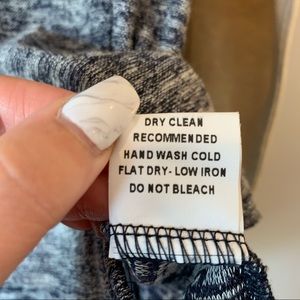 DRY CLEAN
RECOMMENDED
HAND WASH COLD
FLAT DRY- LOW IRON
DO NOT BLEACH